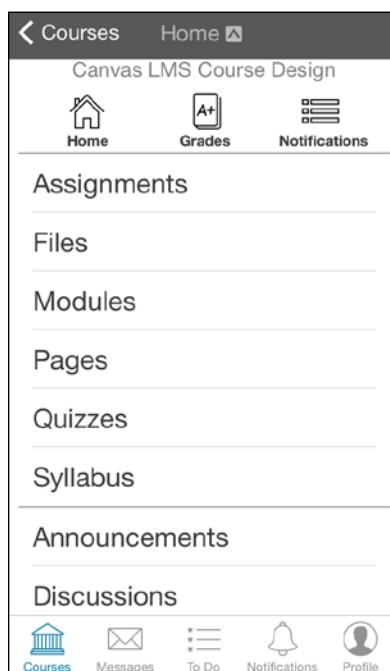 Courses Home
Canvas LMS Course Design
A+
Home Grades Notifications
Assignments
Files
Modules
Pages
Quizzes
Syllabus
Announcements
Discussions
Courses Messages To Do Notifications Profile